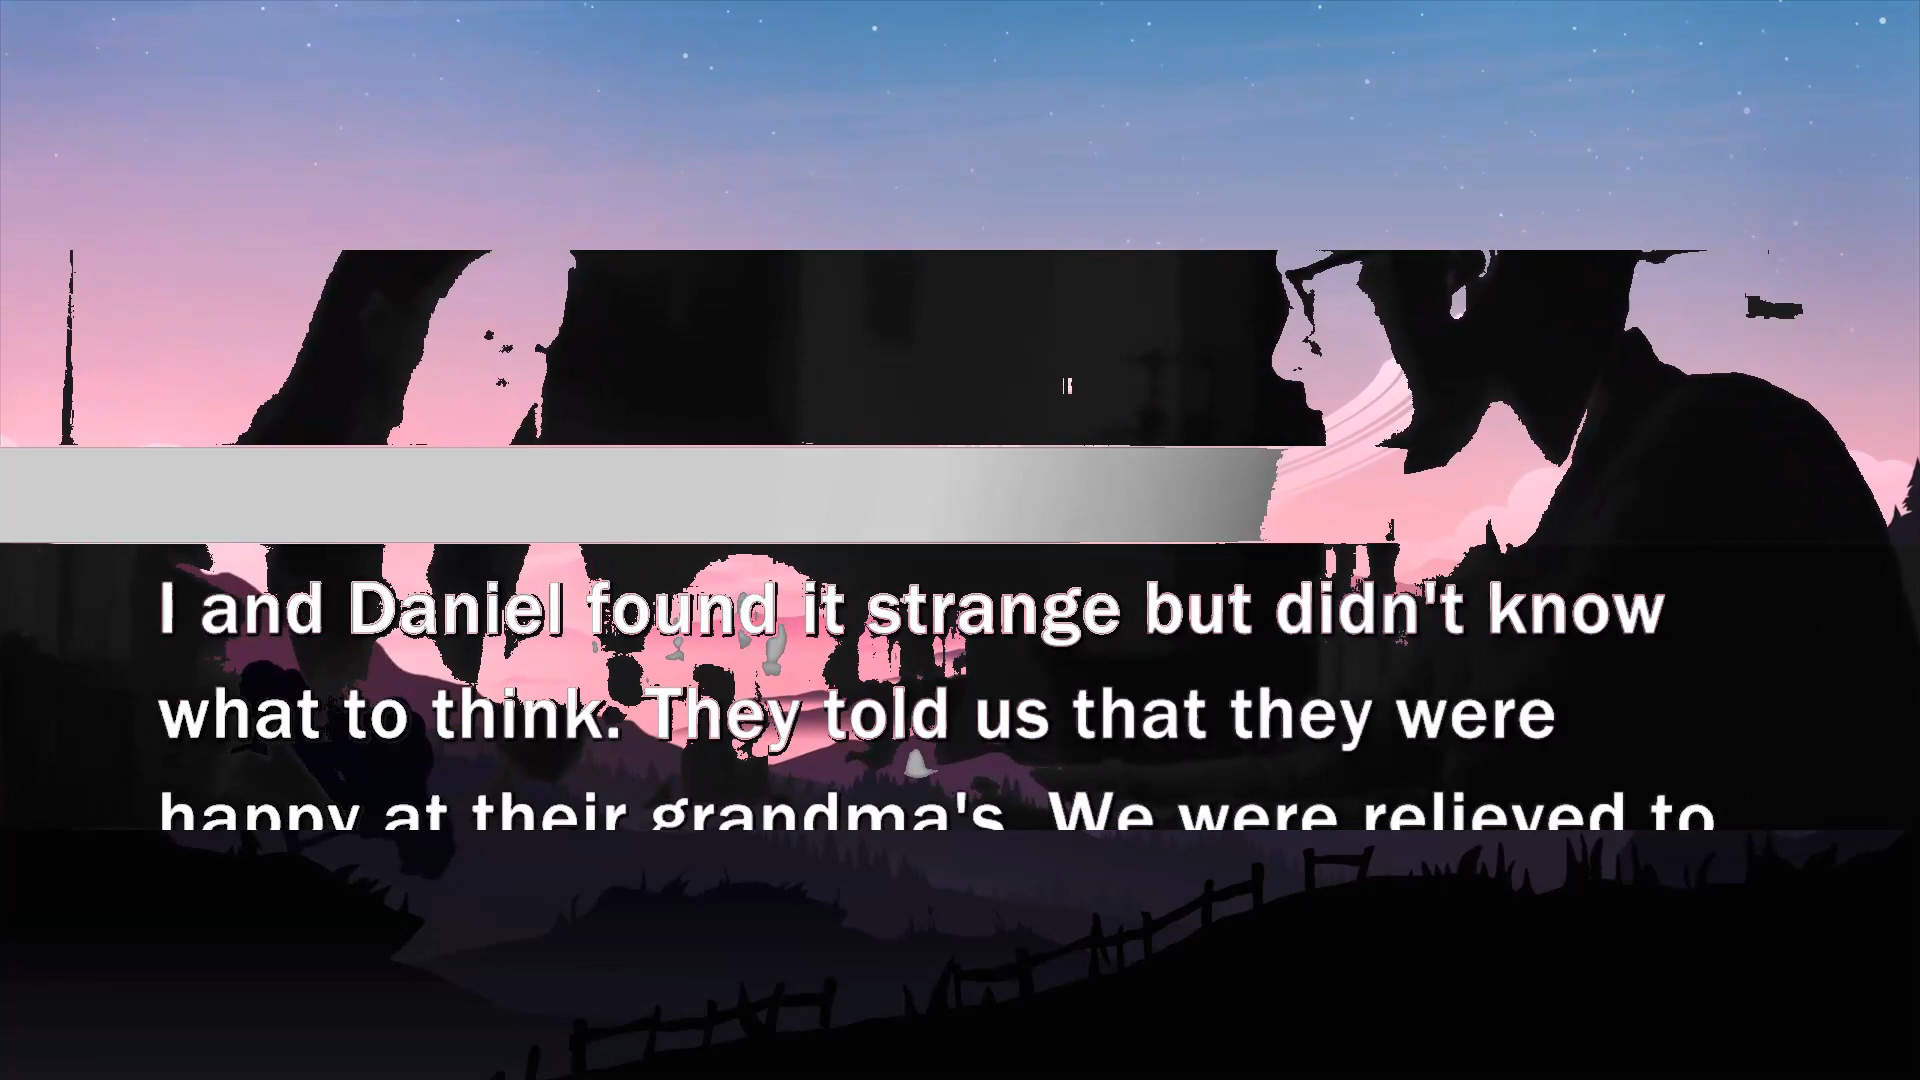 I and Daniel found it strange but didn't know
what to think. They told us that they were
happy at their grandma's. We were relieved to